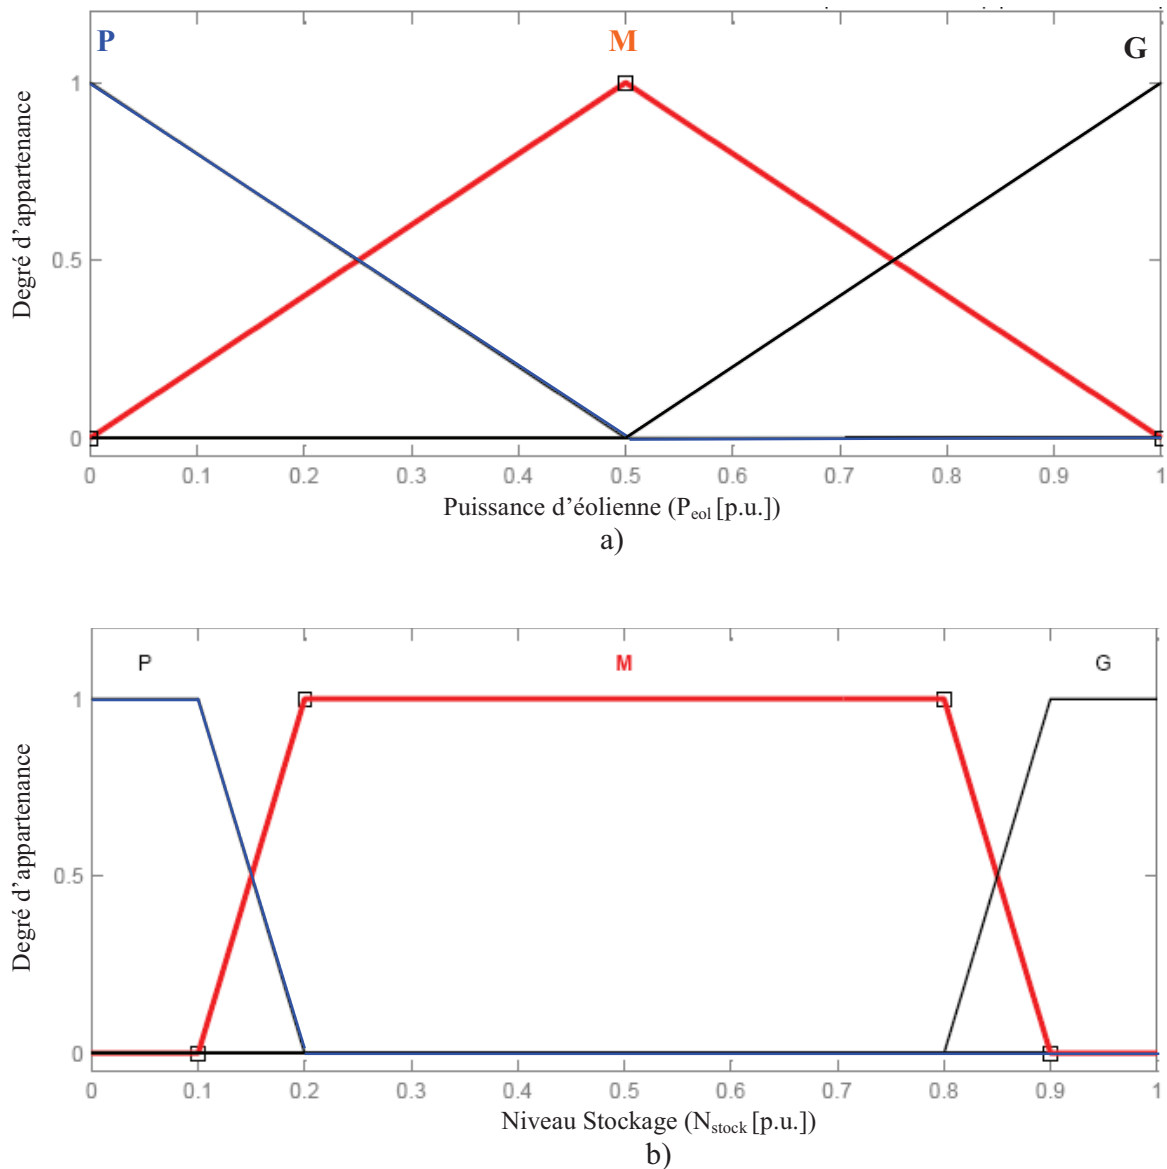 P M G
1
Degré d'appartenance
0.5
0
0 0.1 0.2 0.3 0.4 0.5 0.6 0.7 0.8 0.9 1
Puissance d'éolienne (Peol [p.u.])
a)
P M G
1
Degré d'appartenance
0.5
0
0 0.1 0.2 0.3 0.4 0.5 0.6 0.7 0.8 0.9 1
Niveau Stockage (Nstock [p.u.])
b)